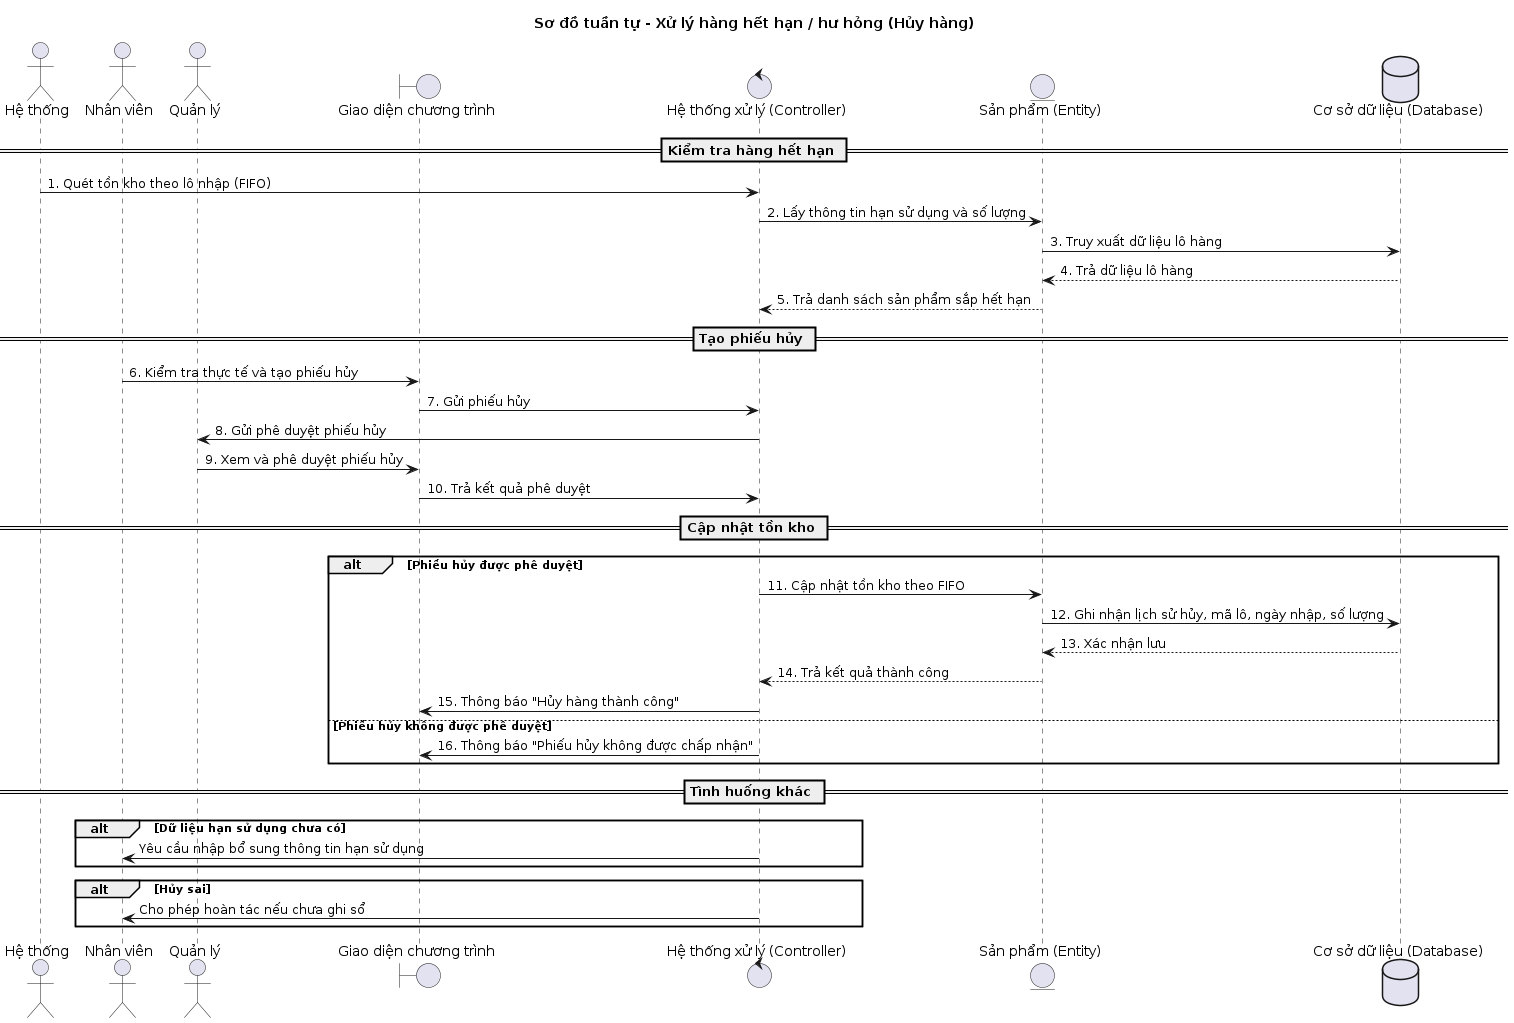 Sơ đồ tuần tự - Xử lý hàng hết hạn / hư hỏng (Hủy hàng)
Hệ thống
Nhân viên
Quản lý
Giao diện chương trình
Hệ thống xử lý (Controller)
Sản phẩm (Entity)
Cơ sở dữ liệu (Database)
Kiểm tra hàng hết hạn
1. Quét tồn kho theo lô nhập (FIFO)
2. Lấy thông tin hạn sử dụng và số lượng
3. Truy xuất dữ liệu lô hàng
4. Trả dữ liệu lô hàng
5. Trả danh sách sản phẩm sắp hết hạn
Tạo phiếu hủy
6. Kiểm tra thực tế và tạo phiếu hủy
7. Gửi phiếu hủy
8. Gửi phê duyệt phiếu hủy
9. Xem và phê duyệt phiếu hủy
10. Trả kết quả phê duyệt
Cập nhật tồn kho
alt [Phiếu hủy được phê duyệt]
11. Cập nhật tồn kho theo FIFO
12. Ghi nhận lịch sử hủy, mã lô, ngày nhập, số lượng
13. Xác nhận lưu
14. Trả kết quả thành công
15. Thông báo "Hủy hàng thành công"
[Phiếu hủy không được phê duyệt]
16. Thông báo "Phiếu hủy không được chấp nhận"
Tình huống khác
alt [Dữ liệu hạn sử dụng chưa có]
Yêu cầu nhập bổ sung thông tin hạn sử dụng
alt [Hủy sai]
Cho phép hoàn tác nếu chưa ghi sổ
Hệ thống
Nhân viên
Quản lý
Giao diện chương trình
Hệ thống xử lý (Controller)
Sản phẩm (Entity)
Cơ sở dữ liệu (Database)